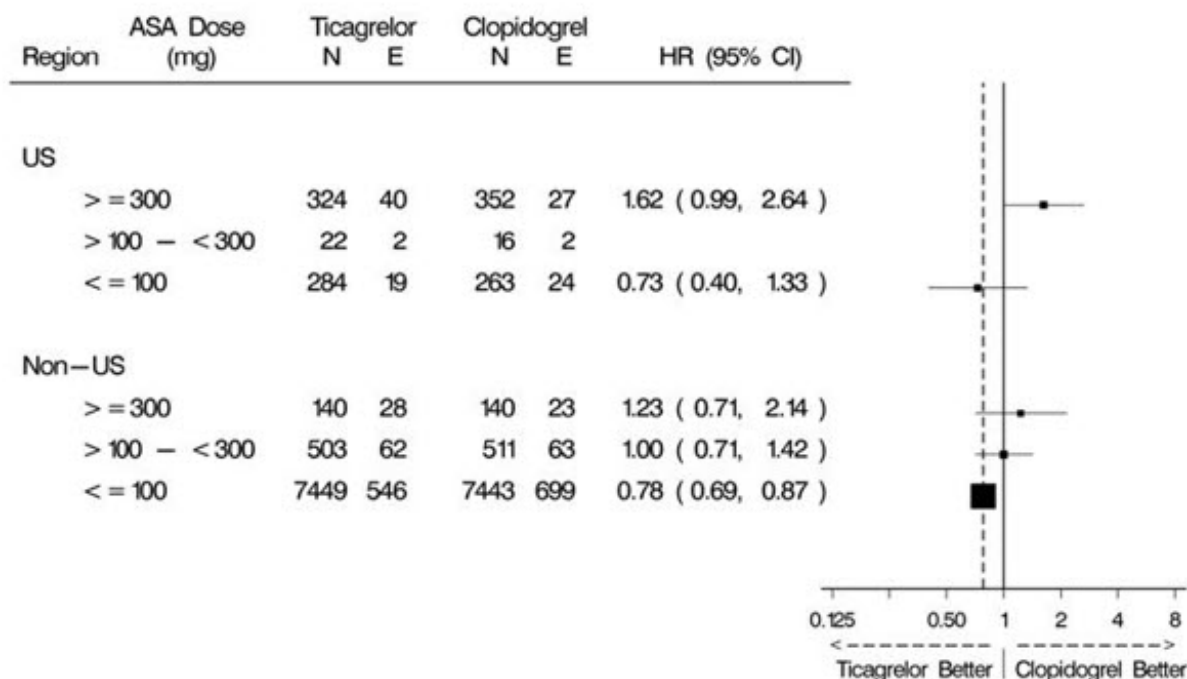 ASA Dose Ticagrelor Clopidogrel
Region (mg) N E N E HR (95% CI)
US
>=300 324 40 352 27 1.62 (0.99, 2.64)
>100 – <300 22 2 16 2
<=100 284 19 263 24 0.73 (0.40, 1.33)
Non–US
>=300 140 28 140 23 1.23 (0.71, 2.14)
>100 – <300 503 62 511 63 1.00 (0.71, 1.42)
<=100 7449 546 7443 699 0.78 (0.69, 0.87)
0.125 0.50 1 2 4 8
Ticagrelor Better Clopidogrel Better